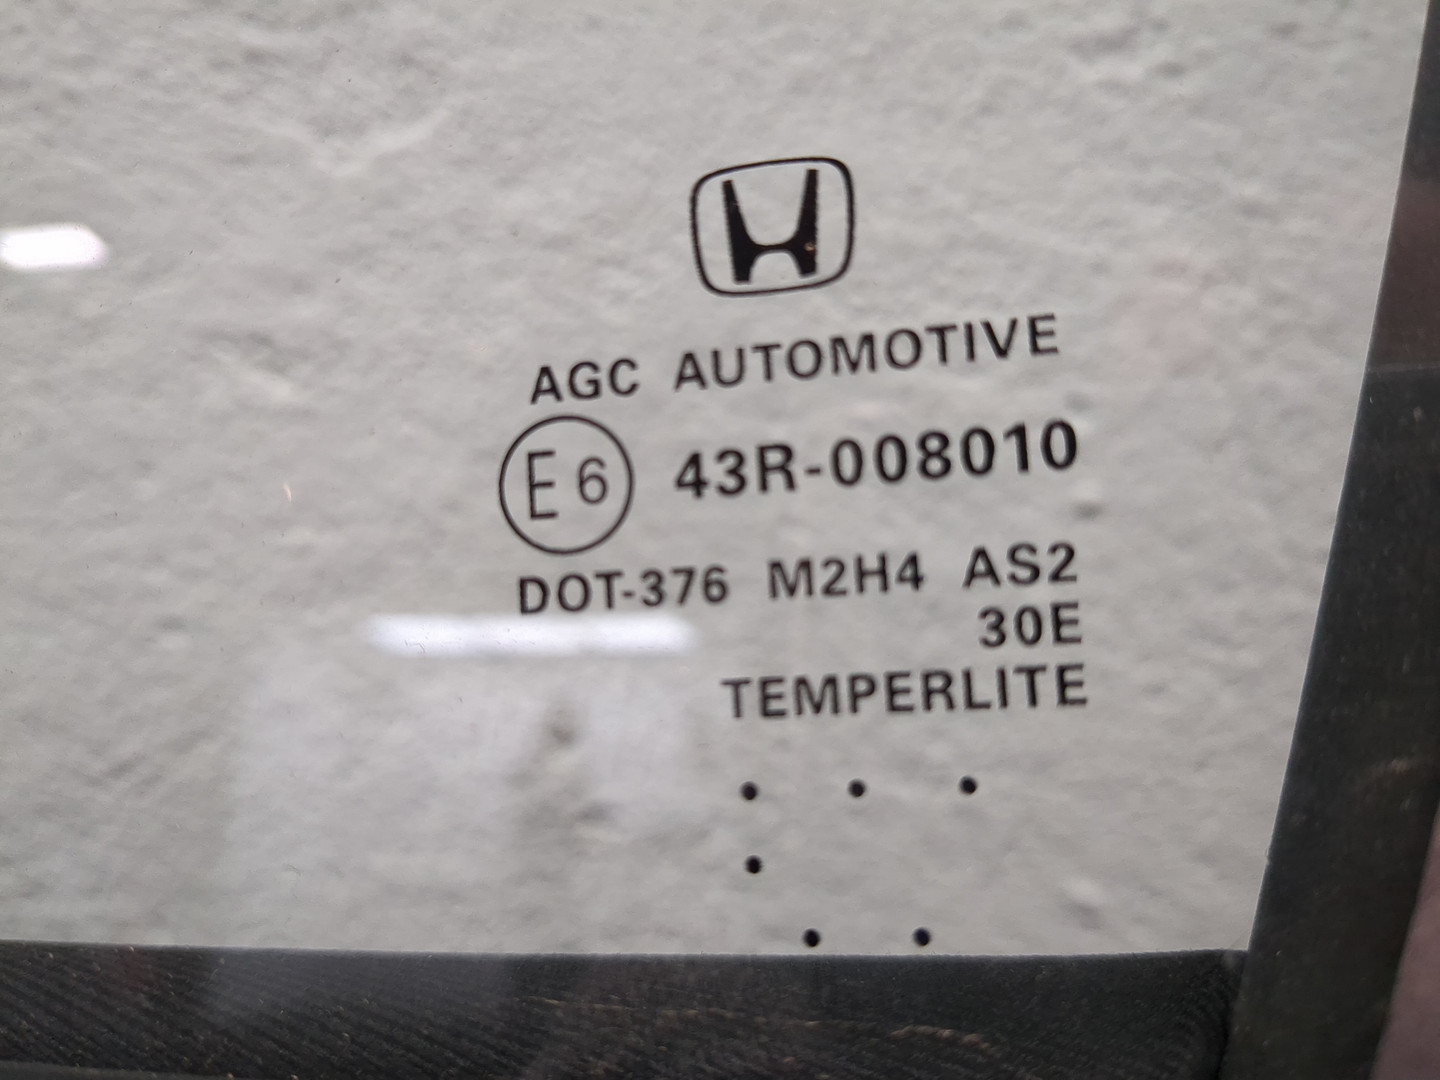 AGC AUTOMOTIVE
E6 43R-008010
DOT-376 M2H4 AS2
30E
TEMPERLITE